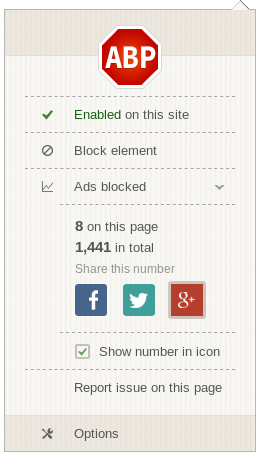 ABP
Enabled on this site
Block element
Ads blocked
8 on this page
1,441 in total
Share this number
f g+
Show number in icon
Report issue on this page
Options